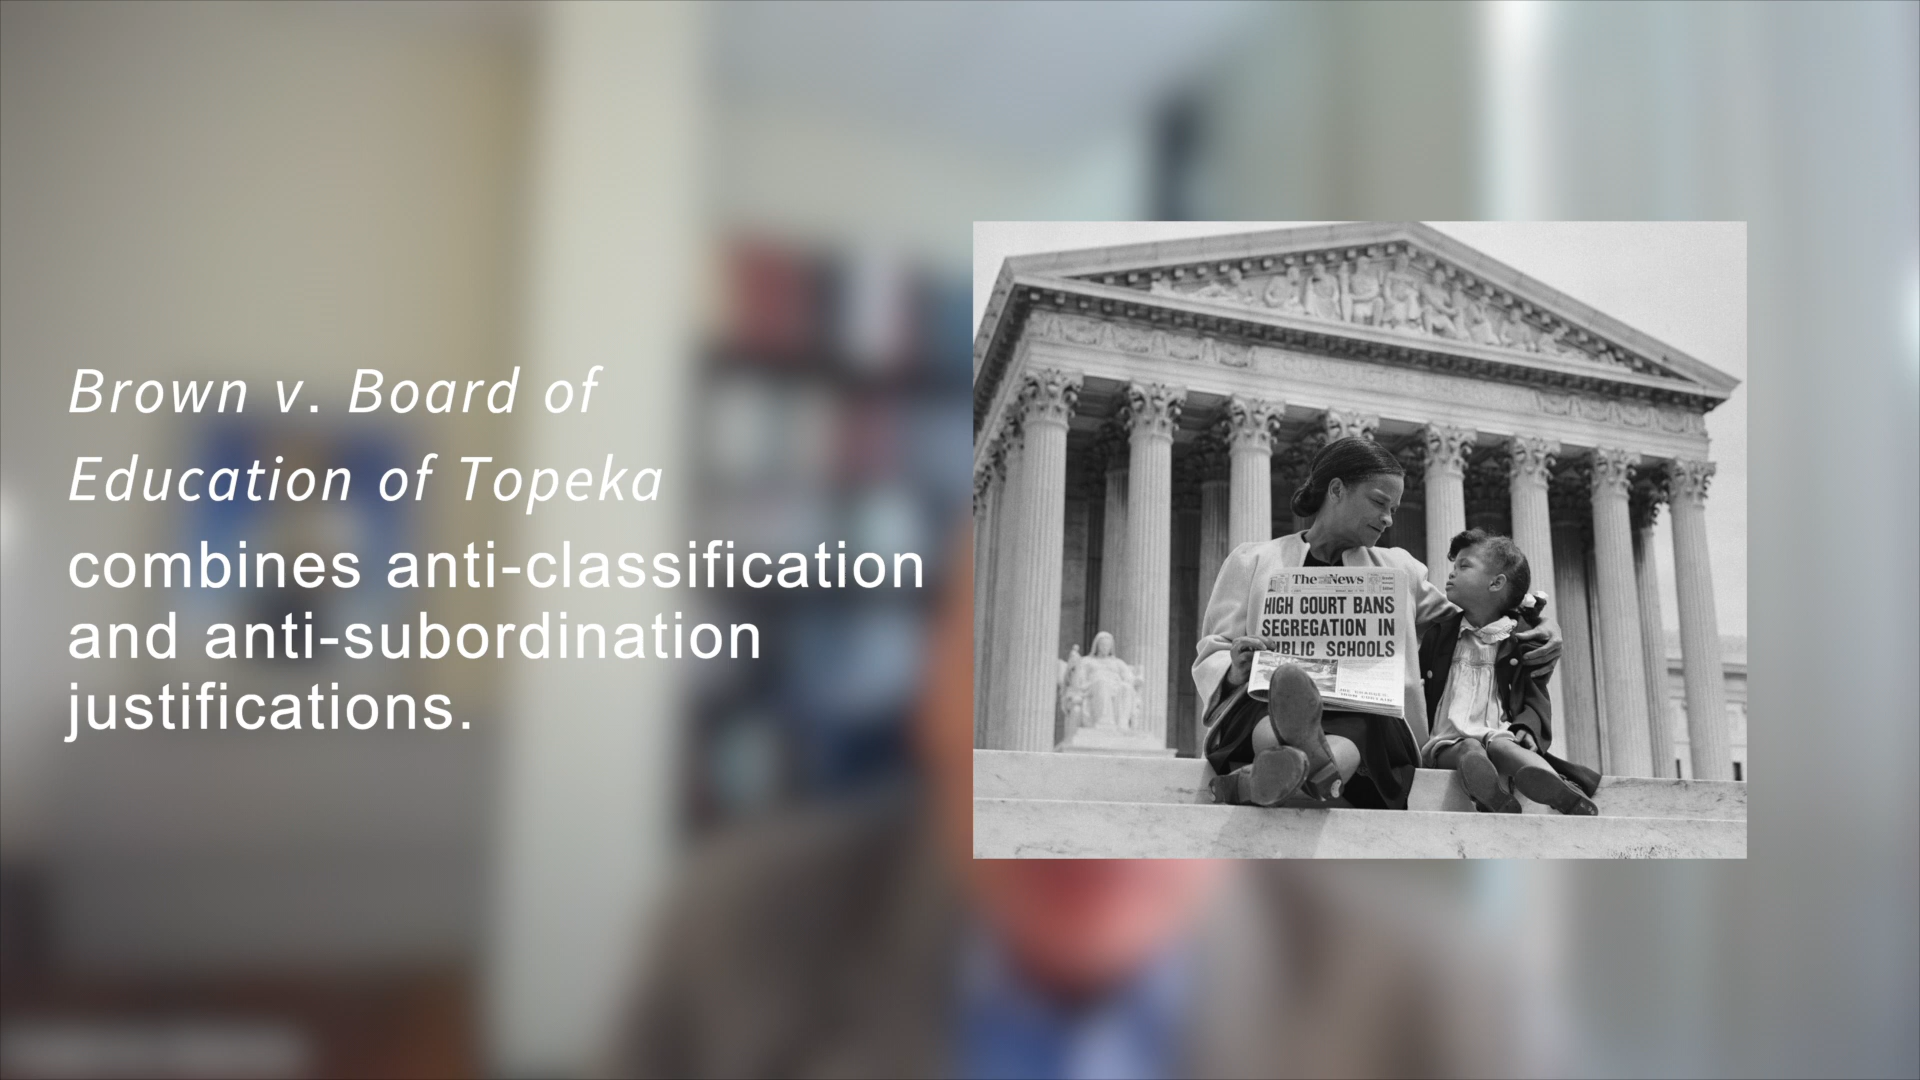 Brown v. Board of
Education of Topeka
combines anti-classification
and anti-subordination
justifications.
The News
HIGH COURT BANS
SEGREGATION IN
PUBLIC SCHOOLS